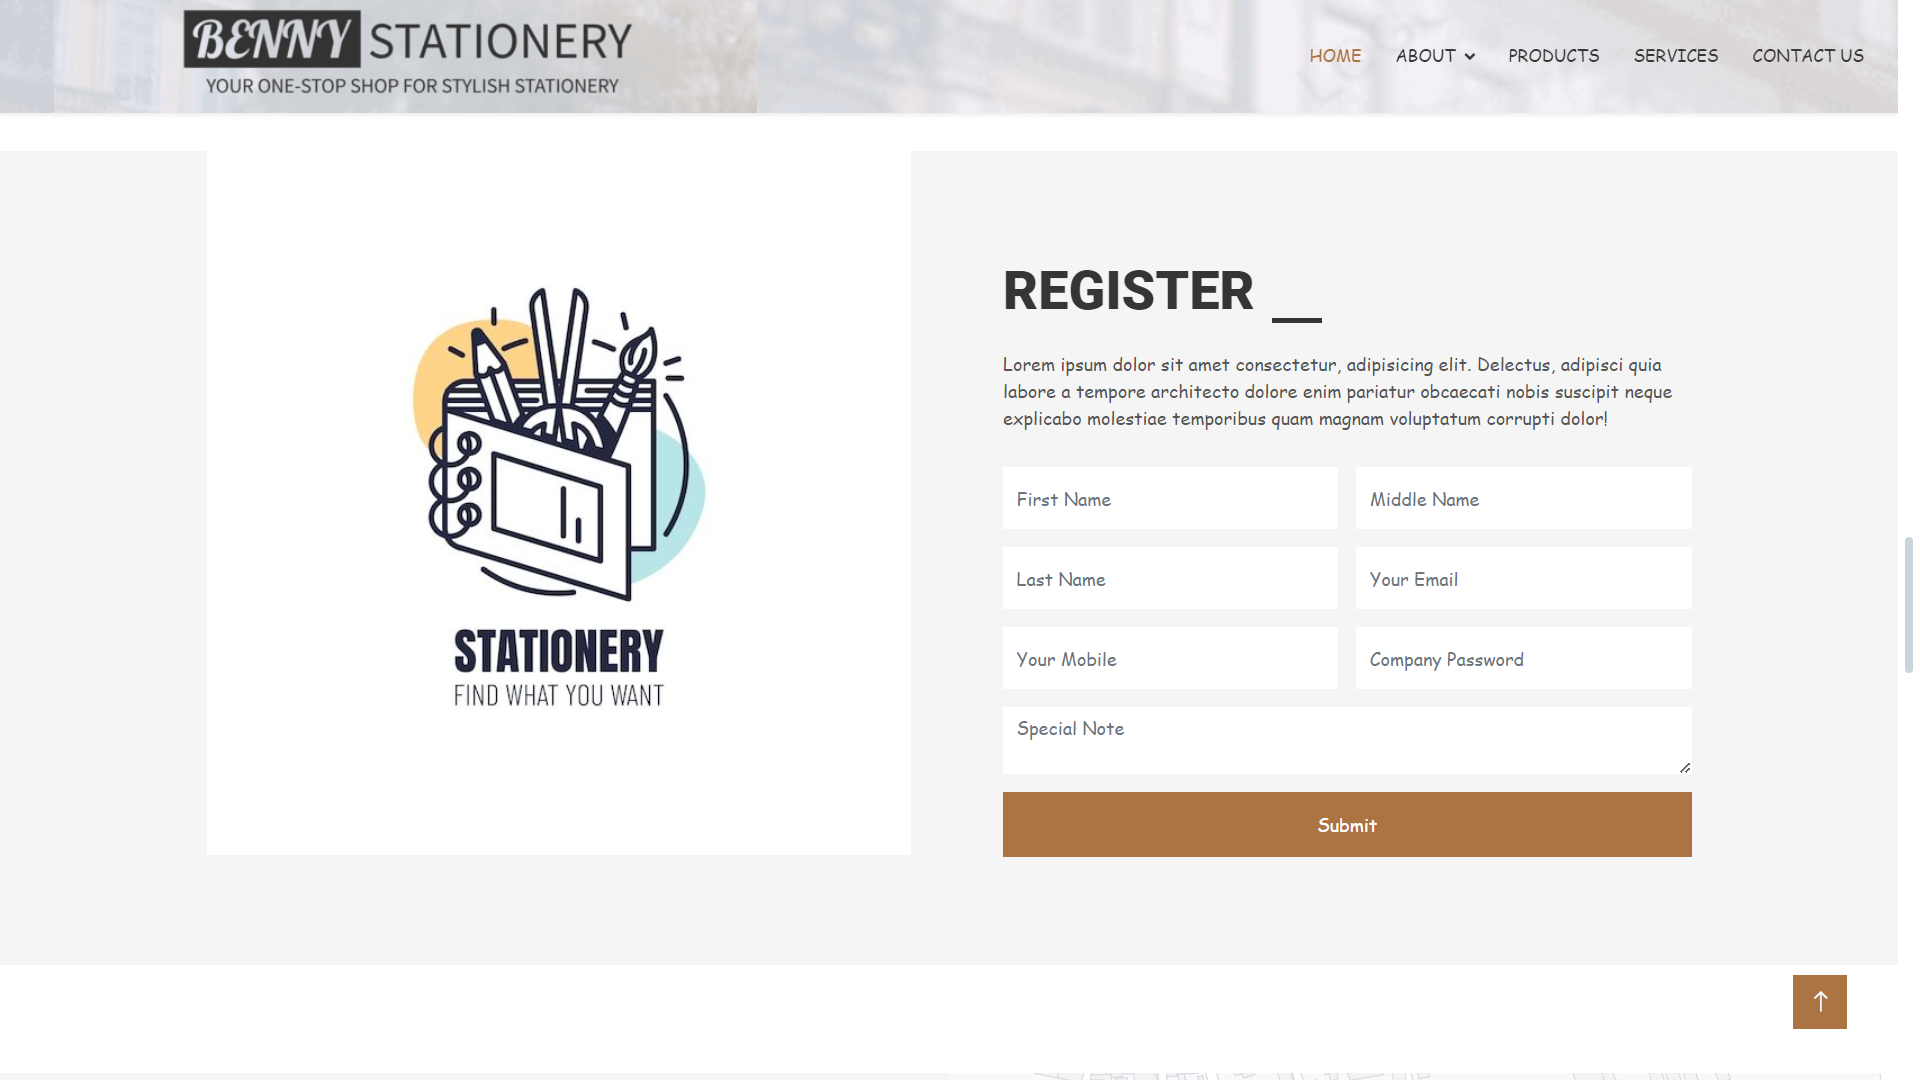 BENNY STATIONERY
YOUR ONE-STOP SHOP FOR STYLISH STATIONERY
HOME
ABOUT
PRODUCTS
SERVICES
CONTACT US
STATIONERY
FIND WHAT YOU WANT
REGISTER
Lorem ipsum dolor sit amet consectetur, adipisicing elit. Delectus, adipisci quia
labore a tempore architecto dolore enim pariatur obcaecati nobis suscipit neque
explicabo molestiae temporibus quam magnam voluptatum corrupti dolor!
First Name
Middle Name
Last Name
Your Email
Your Mobile
Company Password
Special Note
Submit